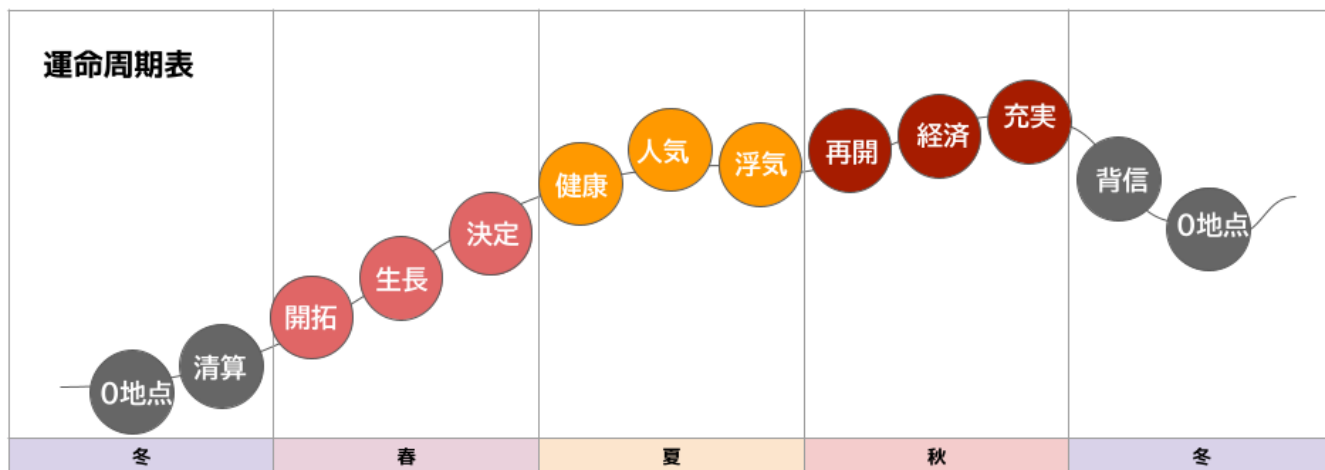 運命周期表
0地点
清算
開拓
生長
決定
健康
人気
浮気
再開
経済
充実
背信
0地点
冬
春
夏
秋
冬